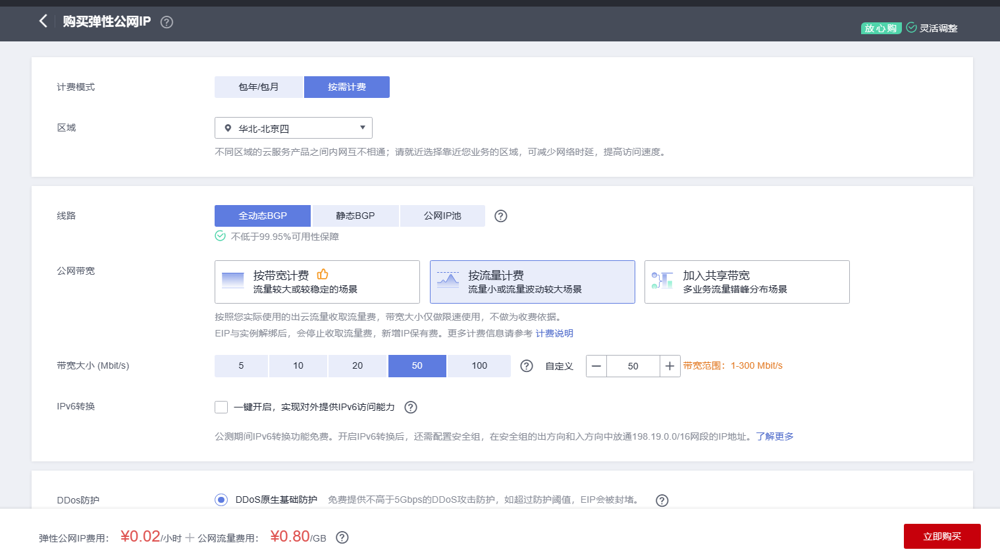 购买弹性公网IP
放心购 灵活调整
计费模式 包年/包月 按需计费
区域 华北-北京四
不同区域的云服务产品之间内网互不相通；请就近选择靠近您业务的区域，可减少网络时延，提高访问速度。
线路 全动态BGP 静态BGP 公网IP池
不低于99.95%可用性保障
公网带宽 按带宽计费 按流量计费 加入共享带宽
流量较大或较稳定的场景 流量小或流量波动较大场景 多业务流量错峰分布场景
按照您实际使用的出云流量收取流量费，带宽大小仅做限速使用，不做为收费依据。
EIP与实例解绑后，会停止收取流量费，新增IP保有费。更多计费信息请参考 计费说明
带宽大小 (Mbit/s) 5 10 20 50 100 自定义 50 带宽范围：1-300 Mbit/s
IPv6转换 一键开启，实现对外提供IPv6访问能力
公测期间IPv6转换功能免费。开启IPv6转换后，还需配置安全组，在安全组的出方向和入方向中放通198.19.0.0/16网段的IP地址。了解更多
DDos防护 DDoS原生基础防护 免费提供不高于5Gbps的DDoS攻击防护，如超过防护阈值，EIP会被封堵。
弹性公网IP费用： ¥0.02/小时 + 公网流量费用： ¥0.80/GB 立即购买